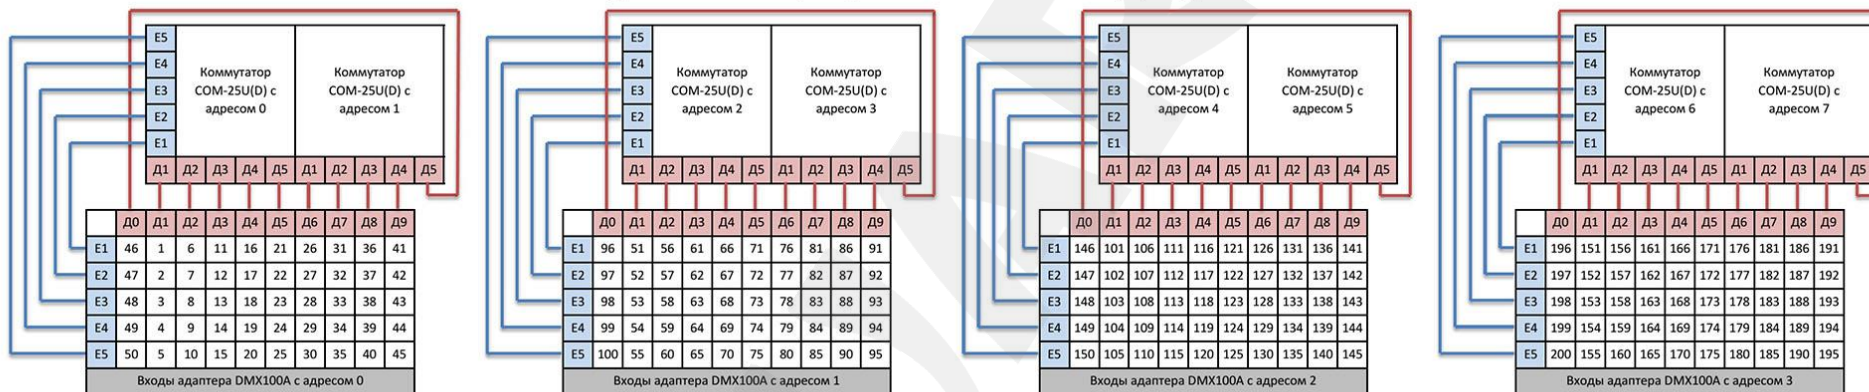 E5
E4
E3
E2
E1
Коммутатор
COM-25U(D) с
адресом 0
Коммутатор
COM-25U(D) с
адресом 1
Д1 Д2 Д3 Д4 Д5 Д1 Д2 Д3 Д4 Д5
Д0 Д1 Д2 Д3 Д4 Д5 Д6 Д7 Д8 Д9
E1 46 1 6 11 16 21 26 31 36 41
E2 47 2 7 12 17 22 27 32 37 42
E3 48 3 8 13 18 23 28 33 38 43
E4 49 4 9 14 19 24 29 34 39 44
E5 50 5 10 15 20 25 30 35 40 45
Входы адаптера DMX100A с адресом 0
E5
E4
E3
E2
E1
Коммутатор
COM-25U(D) с
адресом 2
Коммутатор
COM-25U(D) с
адресом 3
Д1 Д2 Д3 Д4 Д5 Д1 Д2 Д3 Д4 Д5
Д0 Д1 Д2 Д3 Д4 Д5 Д6 Д7 Д8 Д9
E1 96 51 56 61 66 71 76 81 86 91
E2 97 52 57 62 67 72 77 82 87 92
E3 98 53 58 63 68 73 78 83 88 93
E4 99 54 59 64 69 74 79 84 89 94
E5 100 55 60 65 70 75 80 85 90 95
Входы адаптера DMX100A с адресом 1
E5
E4
E3
E2
E1
Коммутатор
COM-25U(D) с
адресом 4
Коммутатор
COM-25U(D) с
адресом 5
Д1 Д2 Д3 Д4 Д5 Д1 Д2 Д3 Д4 Д5
Д0 Д1 Д2 Д3 Д4 Д5 Д6 Д7 Д8 Д9
E1 146 101 106 111 116 121 126 131 136 141
E2 147 102 107 112 117 122 127 132 137 142
E3 148 103 108 113 118 123 128 133 138 143
E4 149 104 109 114 119 124 129 134 139 144
E5 150 105 110 115 120 125 130 135 140 145
Входы адаптера DMX100A с адресом 2
E5
E4
E3
E2
E1
Коммутатор
COM-25U(D) с
адресом 6
Коммутатор
COM-25U(D) с
адресом 7
Д1 Д2 Д3 Д4 Д5 Д1 Д2 Д3 Д4 Д5
Д0 Д1 Д2 Д3 Д4 Д5 Д6 Д7 Д8 Д9
E1 196 151 156 161 166 171 176 181 186 191
E2 197 152 157 162 167 172 177 182 187 192
E3 198 153 158 163 168 173 178 183 188 193
E4 199 154 159 164 169 174 179 184 189 194
E5 200 155 160 165 170 175 180 185 190 195
Входы адаптера DMX100A с адресом 3